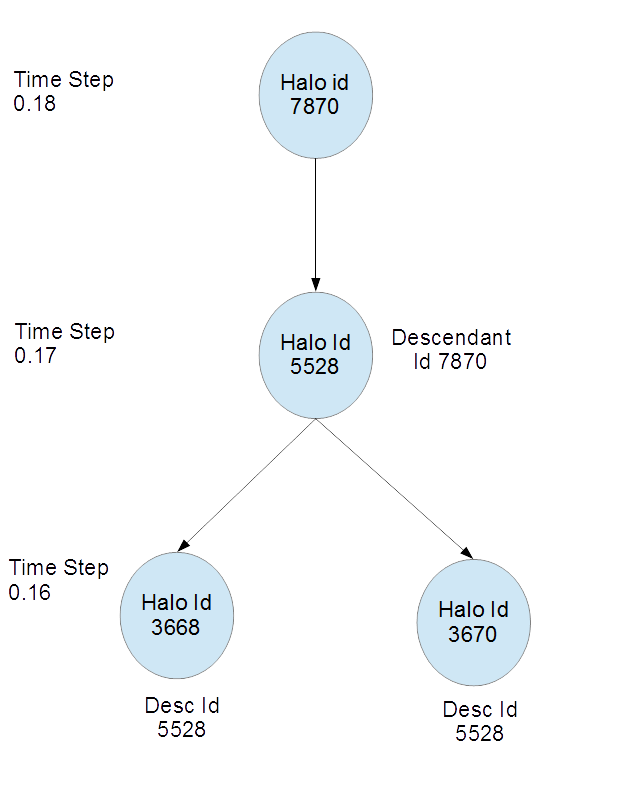 Time Step
0.18
Halo id
7870
Time Step
0.17
Halo Id
5528
Descendant
Id 7870
Time Step
0.16
Halo Id
3668
Halo Id
3670
Desc Id
5528
Desc Id
5528